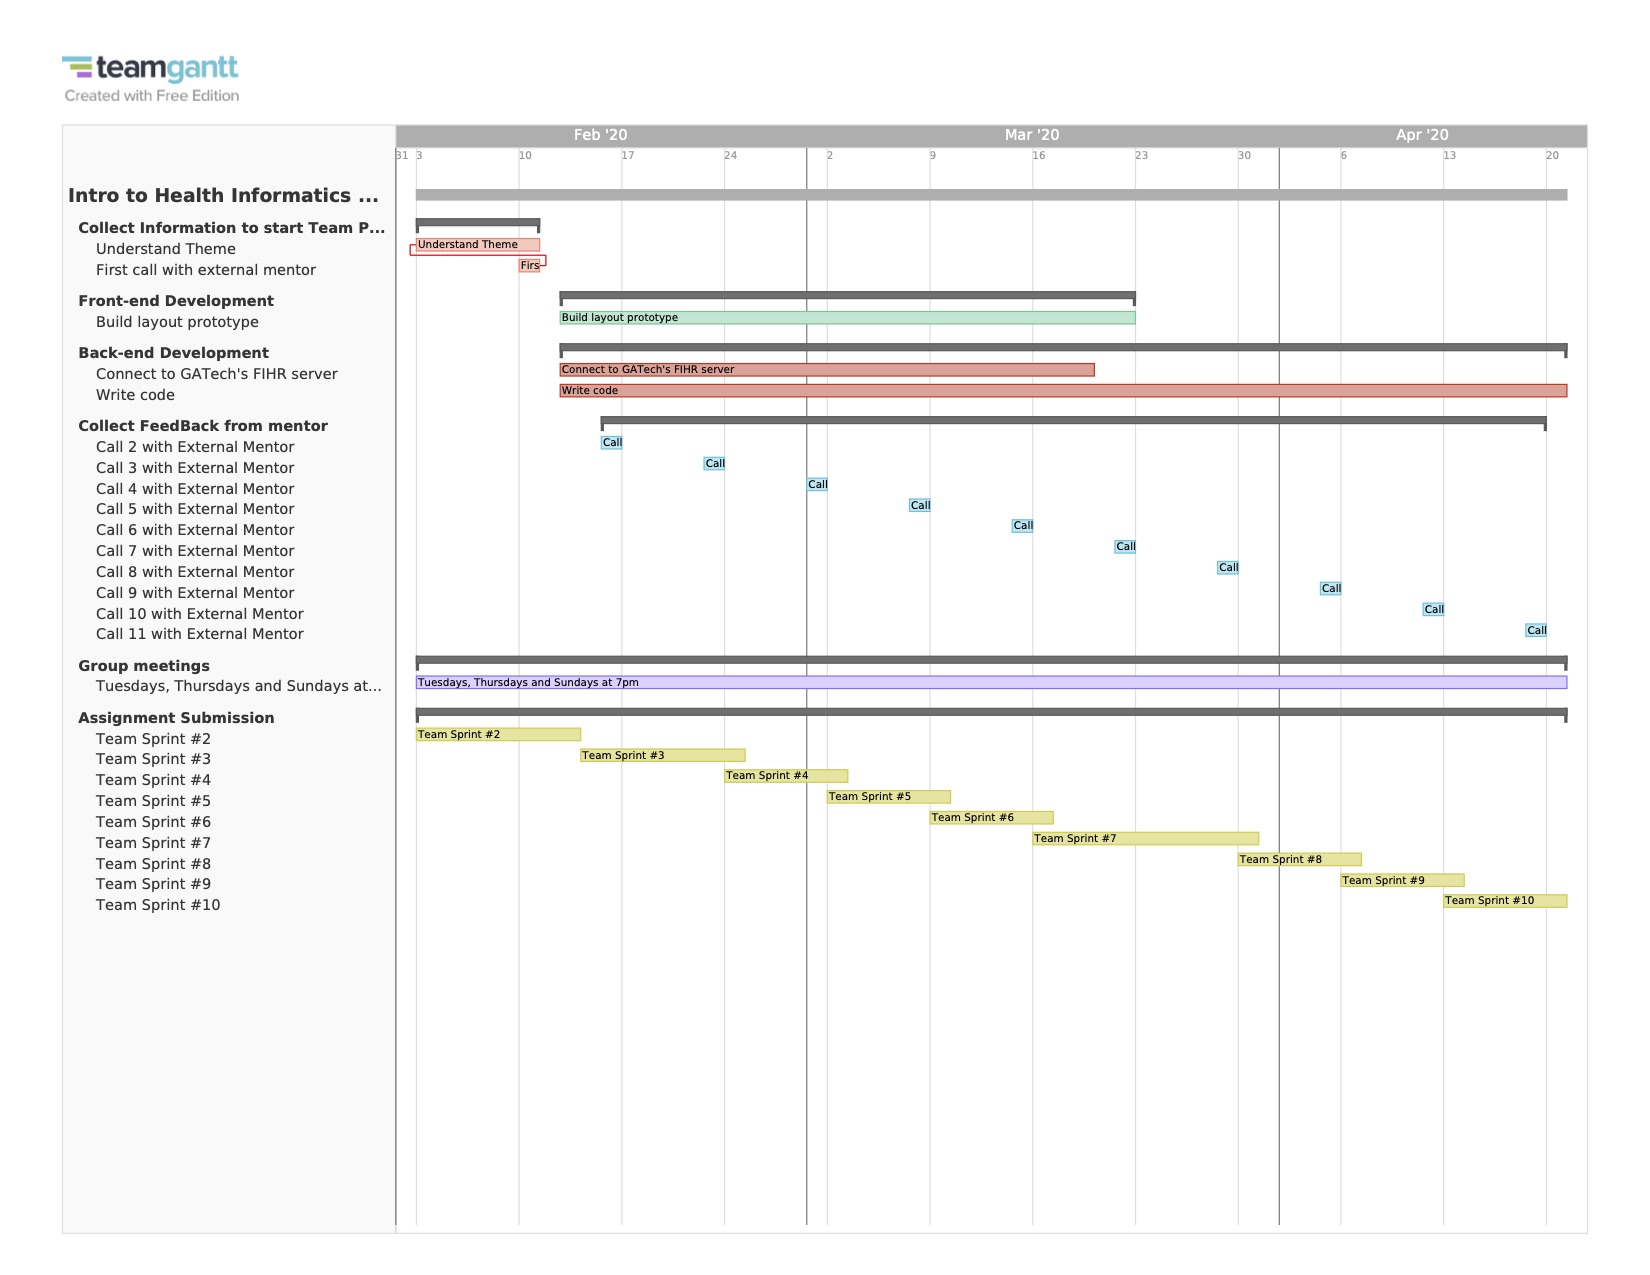 teamgantt
Created with Free Edition
Feb '20 Mar '20 Apr '20
31 3 10 17 24 2 9 16 23 30 6 13 20
Intro to Health Informatics ...
Collect Information to start Team P...
Understand Theme Understand Theme
First call with external mentor Firs
Front-end Development
Build layout prototype Build layout prototype
Back-end Development
Connect to GATech's FIHR server Connect to GATech's FIHR server
Write code Write code
Collect FeedBack from mentor
Call 2 with External Mentor Call
Call 3 with External Mentor Call
Call 4 with External Mentor Call
Call 5 with External Mentor Call
Call 6 with External Mentor Call
Call 7 with External Mentor Call
Call 8 with External Mentor Call
Call 9 with External Mentor Call
Call 10 with External Mentor Call
Call 11 with External Mentor Call
Group meetings
Tuesdays, Thursdays and Sundays at... Tuesdays, Thursdays and Sundays at 7pm
Assignment Submission
Team Sprint #2 Team Sprint #2
Team Sprint #3 Team Sprint #3
Team Sprint #4 Team Sprint #4
Team Sprint #5 Team Sprint #5
Team Sprint #6 Team Sprint #6
Team Sprint #7 Team Sprint #7
Team Sprint #8 Team Sprint #8
Team Sprint #9 Team Sprint #9
Team Sprint #10 Team Sprint #10